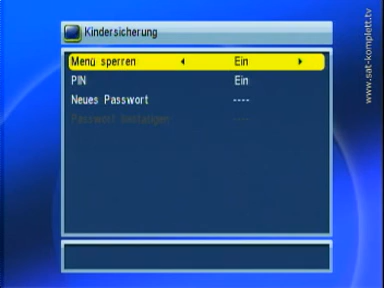 Kindersicherung
Menü sperren Ein
PIN Ein
Neues Passwort ----
Passwort bestätigen ----
www.sat-komplett.tv